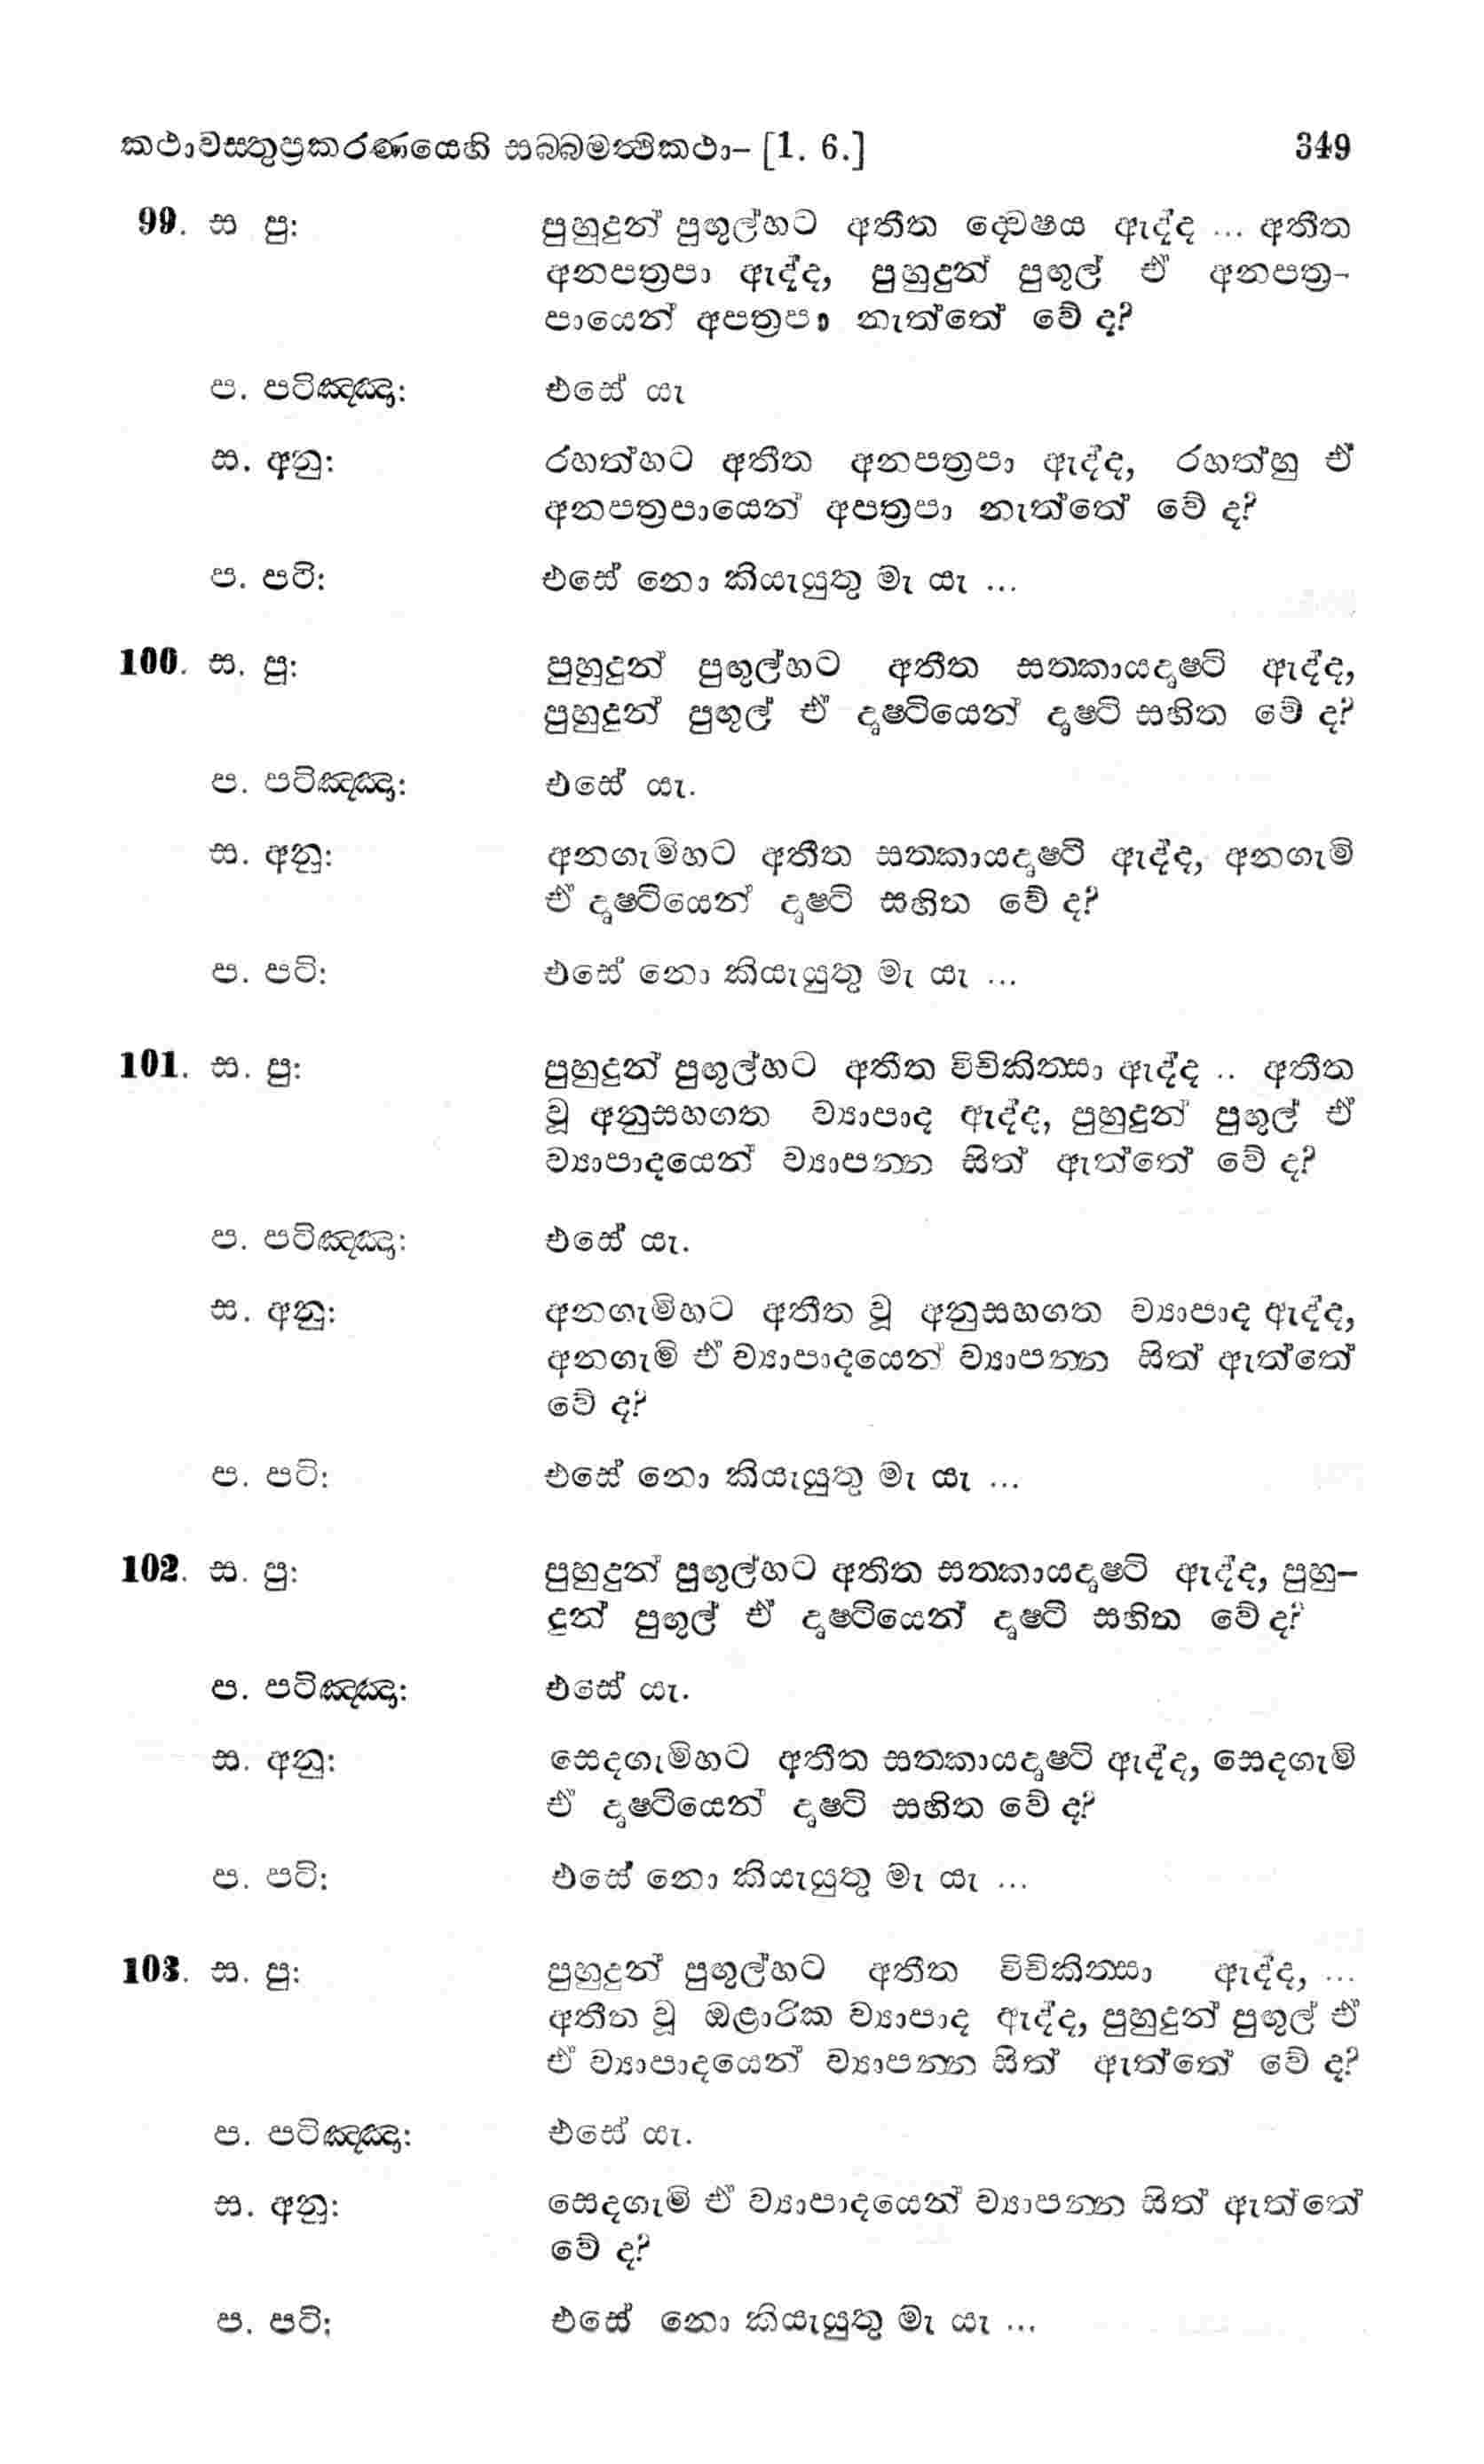 කථාවස්තුප්‍රකරණයෙහි සබ්බමත්ථිකථා– [1. 6.] 349
99. ස පු: පුහුදුන් පුඟුල්හට අතීත ද්වේෂය ඇද්ද ... අතීත
අනපත්‍රපා ඇද්ද, පුහුදුන් පුඟුල් ඒ අනපත්‍ර-
පායෙන් අපත්‍රපා නැත්තේ වේ ද?
ප. පටිඤ්ඤා: එසේ යැ
ස. අනු: රහත්හට අතීත අනපත්‍රපා ඇද්ද, රහත්හු ඒ
අනපත්‍රපායෙන් අපත්‍රපා නැත්තේ වේ ද?
ප. පටි: එසේ නො කියැයුතු මැ යැ ...
100. ස. පු: පුහුදුන් පුඟුල්හට අතීත සත්කායදෘෂ්ටි ඇද්ද,
පුහුදුන් පුඟුල් ඒ දෘෂ්ටියෙන් දෘෂ්ටි සහිත වේ ද?
ප. පටිඤ්ඤා: එසේ යැ.
ස. අනු: අනගැමිහට අතීත සත්කායදෘෂ්ටි ඇද්ද, අනගැමි
ඒ දෘෂ්ටියෙන් දෘෂ්ටි සහිත වේ ද?
ප. පටි: එසේ නො කියැයුතු මැ යැ ...
101. ස. පු: පුහුදුන් පුඟුල්හට අතීත විචිකිත්සා ඇද්ද .. අතීත
වූ අනුසහගත ව්‍යාපාද ඇද්ද, පුහුදුන් පුගුල් ඒ
ව්‍යාපාදයෙන් ව්‍යාපන්න සිත් ඇත්තේ වේ ද?
ප. පටිඤ්ඤා: එසේ යැ.
ස. අනු: අනගැමිහට අතීත වූ අනුසහගත ව්‍යාපාද ඇද්ද,
අනගැමි ඒ ව්‍යාපාදයෙන් ව්‍යාපන්න සිත් ඇත්තේ
වේ ද?
ප. පටි: එසේ නො කියැයුතු මැ යැ ...
102. ස. පු: පුහුදුන් පුඟුල්හට අතීත සත්කායදෘෂ්ටි ඇද්ද, පුහු–
දුන් පුඟුල් ඒ දෘෂ්ටියෙන් දෘෂ්ටි සහිත වේ ද?
ප. පටිඤ්ඤා: එසේ යැ.
ස. අනු: සෙදගැමිහට අතීත සත්කායදෘෂ්ටි ඇද්ද, සෙදගැමි
ඒ දෘෂ්ටියෙන් දෘෂ්ටි සහිත වේ ද?
ප. පටි: එසේ නො කියැයුතු මැ යැ ...
103. ස. පු: පුහුදුන් පුඟුල්හට අතීත විචිකිත්සා ඇද්ද, ...
අතීත වූ ඔළාරික ව්‍යාපාද ඇද්ද, පුහුදුන් පුඟුල් ඒ
ඒ ව්‍යාපාදයෙන් ව්‍යාපන්න සිත් ඇත්තේ වේ ද?
ප. පටිඤ්ඤා: එසේ යැ.
ස. අනු: සෙදගැමි ඒ ව්‍යාපාදයෙන් ව්‍යාපන්න සිත් ඇත්තේ
වේ ද?
ප. පටි: එසේ නො කියැයුතු මැ යැ ...